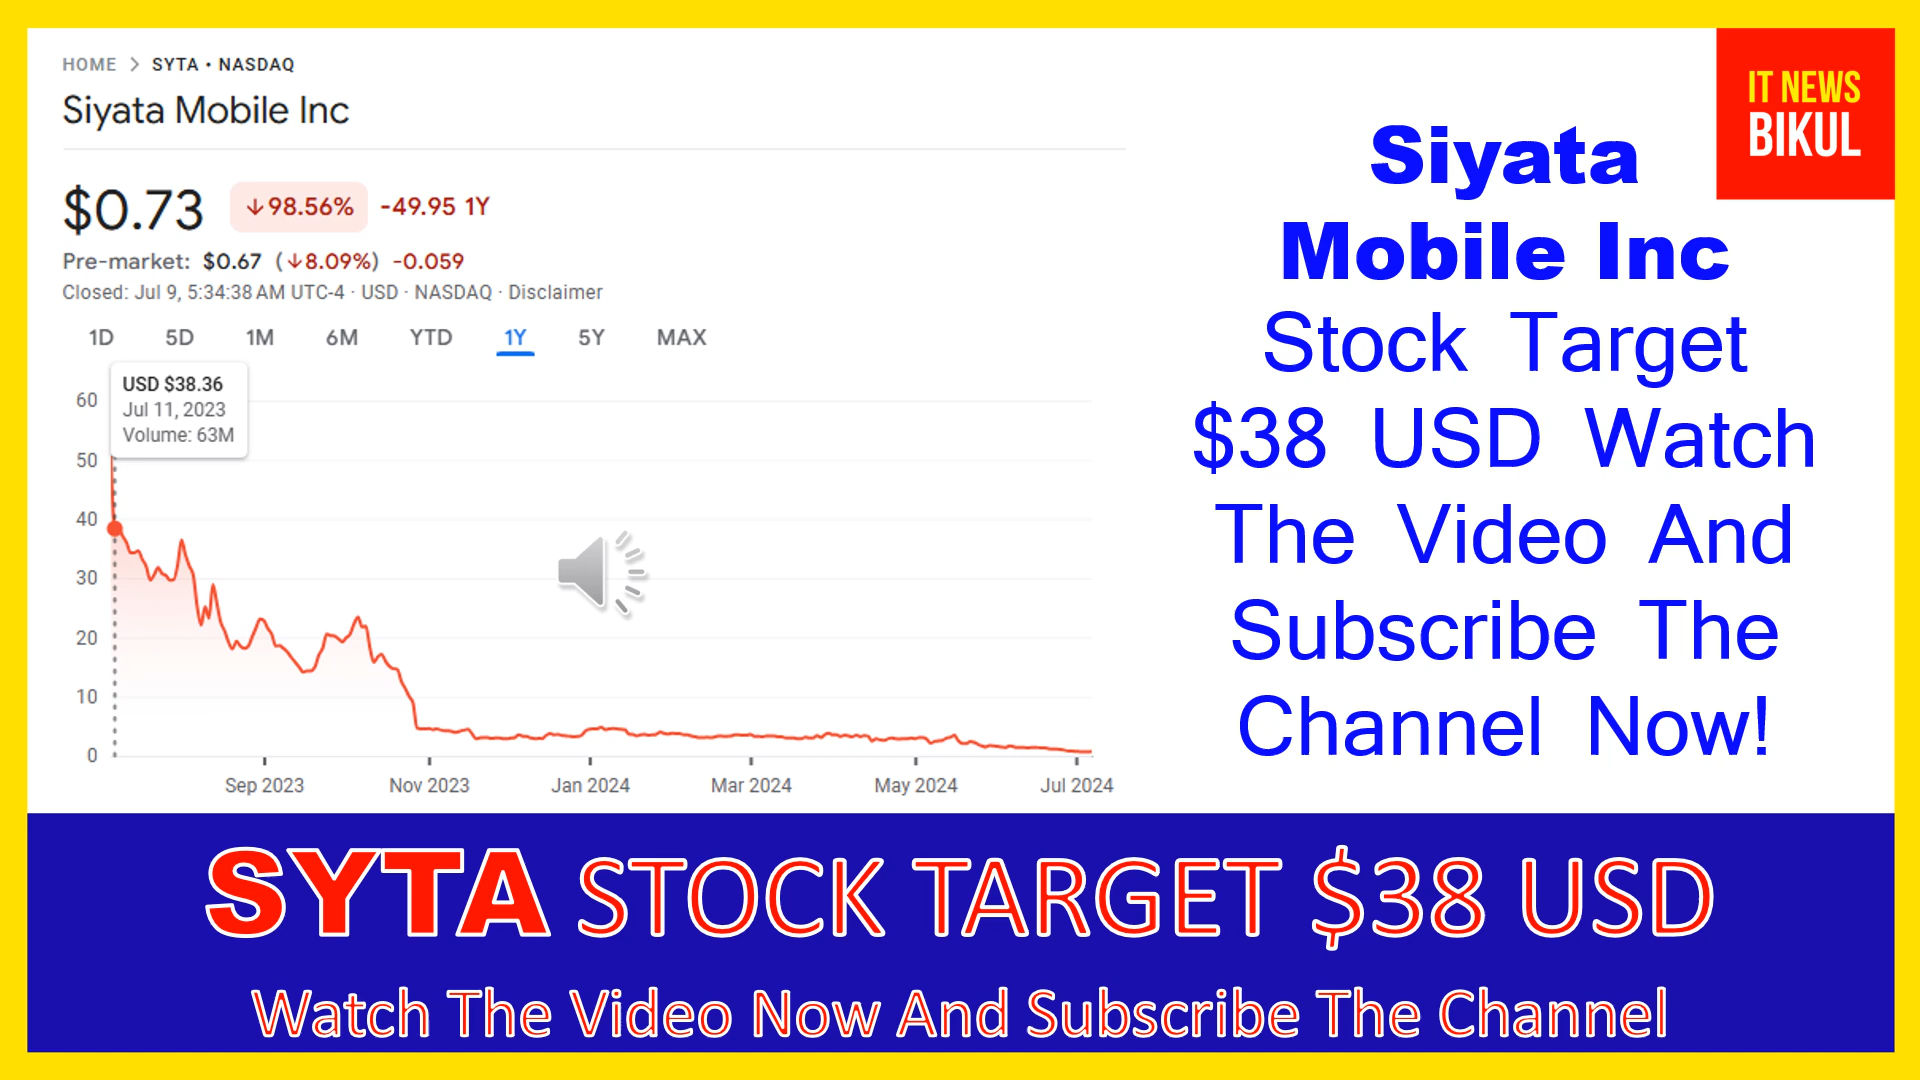 HOME > SYTA • NASDAQ
Siyata Mobile Inc
$0.73 ↓98.56% -49.95 1Y
Pre-market: $0.67 (↓8.09%) -0.059
Closed: Jul 9, 5:34:38 AM UTC-4 · USD · NASDAQ · Disclaimer
1D 5D 1M 6M YTD 1Y 5Y MAX
USD $38.36
Jul 11, 2023
Volume: 63M
60
50
40
30
20
10
0
Sep 2023 Nov 2023 Jan 2024 Mar 2024 May 2024 Jul 2024
IT NEWS
BIKUL
Siyata
Mobile Inc
Stock Target
$38 USD Watch
The Video And
Subscribe The
Channel Now!
SYTA STOCK TARGET $38 USD
Watch The Video Now And Subscribe The Channel